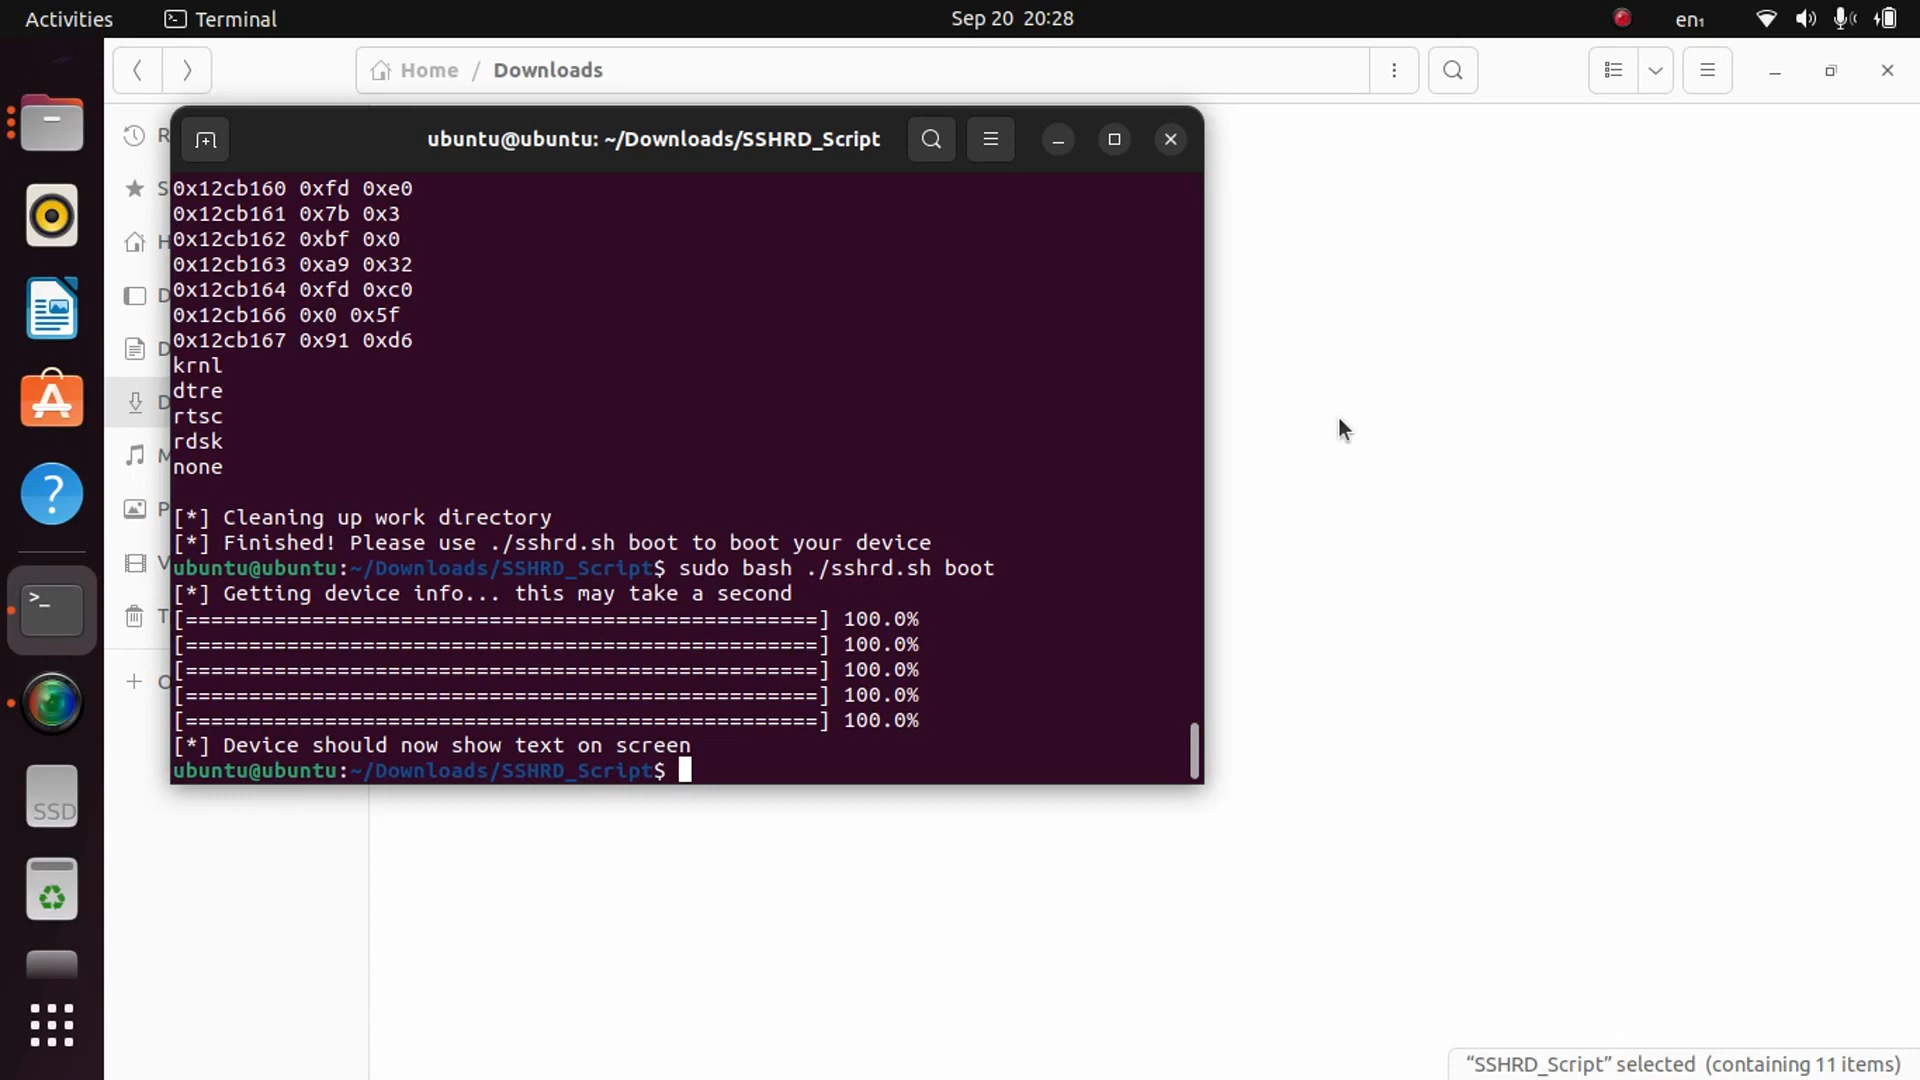 Activities
Terminal
Sep 20 20:28
en₁
Home / Downloads
ubuntu@ubuntu: ~/Downloads/SSHRD_Script
R
S
H
D
D
D
M
P
V
T
O
0x12cb160 0xfd 0xe0
0x12cb161 0x7b 0x3
0x12cb162 0xbf 0x0
0x12cb163 0xa9 0x32
0x12cb164 0xfd 0xc0
0x12cb166 0x0 0x5f
0x12cb167 0x91 0xd6
krnl
dtre
rtsc
rdsk
none
[*] Cleaning up work directory
[*] Finished! Please use ./sshrd.sh boot to boot your device
ubuntu@ubuntu:~/Downloads/SSHRD_Script$ sudo bash ./sshrd.sh boot
[*] Getting device info... this may take a second
[==================================================] 100.0%
[==================================================] 100.0%
[==================================================] 100.0%
[==================================================] 100.0%
[==================================================] 100.0%
[*] Device should now show text on screen
ubuntu@ubuntu:~/Downloads/SSHRD_Script$
SSD
“SSHRD_Script” selected (containing 11 items)